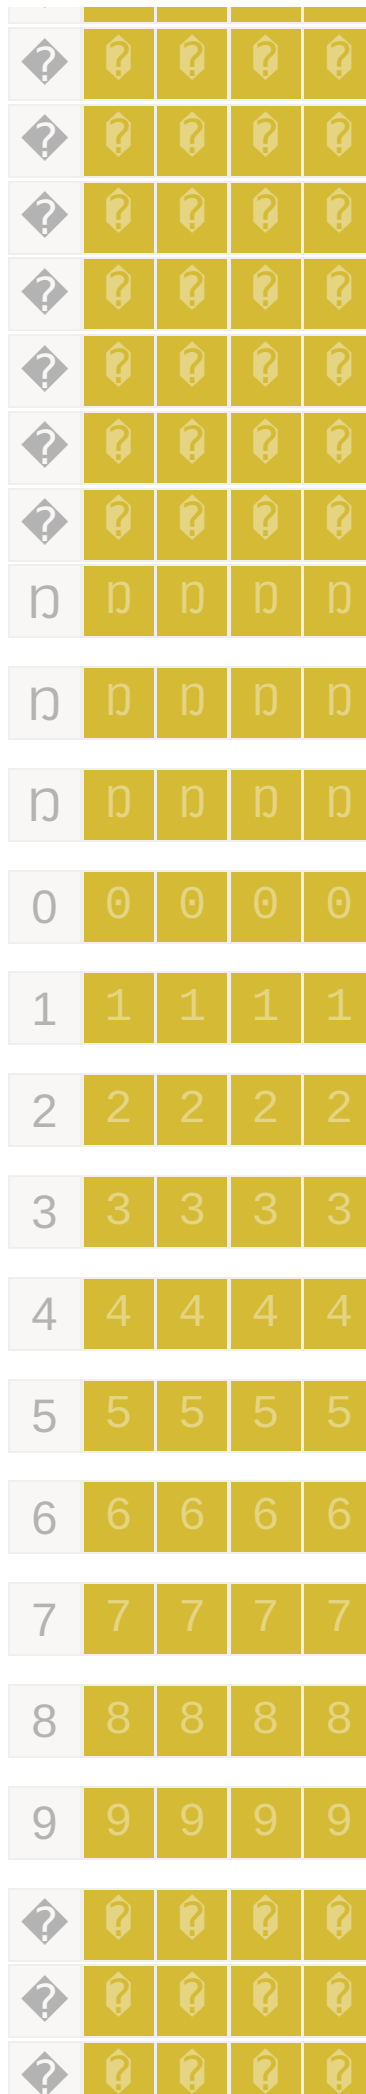 � � � � �
� � � � �
� � � � �
� � � � �
� � � � �
� � � � �
� � � � �
ŋ ŋ ŋ ŋ ŋ
ŋ ŋ ŋ ŋ ŋ
ŋ ŋ ŋ ŋ ŋ
0 0 0 0 0
1 1 1 1 1
2 2 2 2 2
3 3 3 3 3
4 4 4 4 4
5 5 5 5 5
6 6 6 6 6
7 7 7 7 7
8 8 8 8 8
9 9 9 9 9
� � � � �
� � � � �
� � � � �